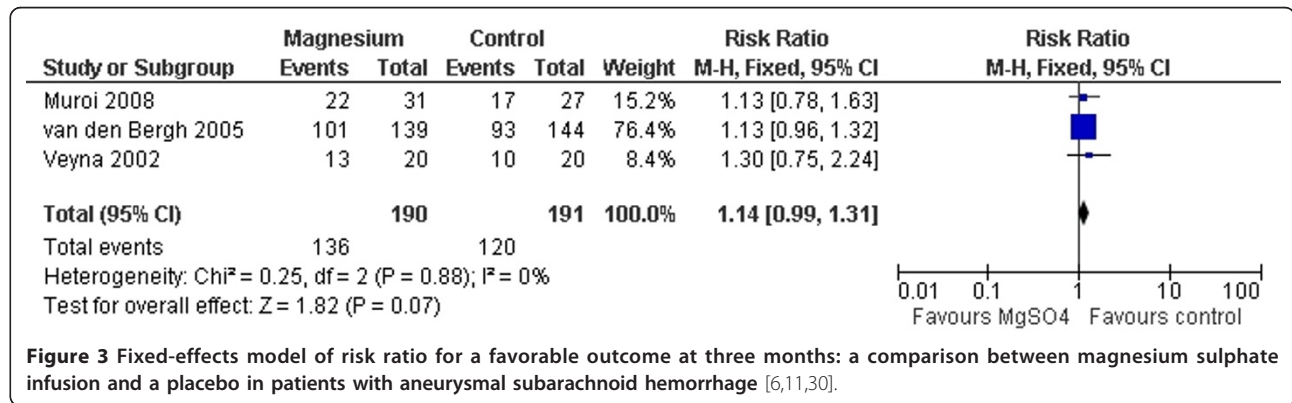 Magnesium Control Risk Ratio Risk Ratio
Study or Subgroup Events Total Events Total Weight M-H, Fixed, 95% CI M-H, Fixed, 95% CI
Muroi 2008 22 31 17 27 15.2% 1.13 [0.78, 1.63]
van den Bergh 2005 101 139 93 144 76.4% 1.13 [0.96, 1.32]
Veyna 2002 13 20 10 20 8.4% 1.30 [0.75, 2.24]
Total (95% CI) 190 191 100.0% 1.14 [0.99, 1.31]
Total events 136 120
Heterogeneity: Chi² = 0.25, df = 2 (P = 0.88); I² = 0%
Test for overall effect: Z = 1.82 (P = 0.07)
0.01 0.1 1 10 100
Favours MgSO4 Favours control
Figure 3 Fixed-effects model of risk ratio for a favorable outcome at three months: a comparison between magnesium sulphate
infusion and a placebo in patients with aneurysmal subarachnoid hemorrhage [6,11,30].